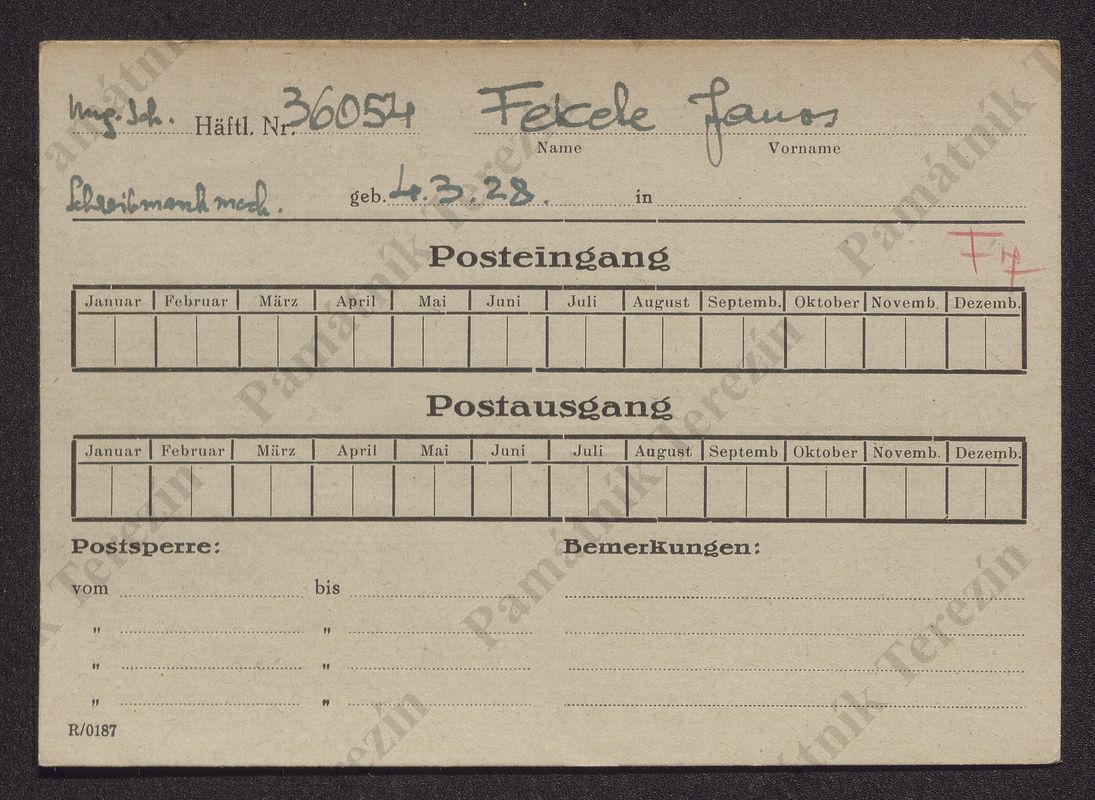 Ung. Sch. Häftl. Nr. 36054 Fekete Janos
Name Vorname
geb. 4.3.28. in
Posteingang
Januar Februar März April Mai Juni Juli August Septemb. Oktober Novemb. Dezemb.
Postausgang
Januar Februar März April Mai Juni Juli August Septemb Oktober Novemb. Dezemb.
Postsperre: Bemerkungen:
vom bis
" "
" "
" "
R/0187
Památník Terezín